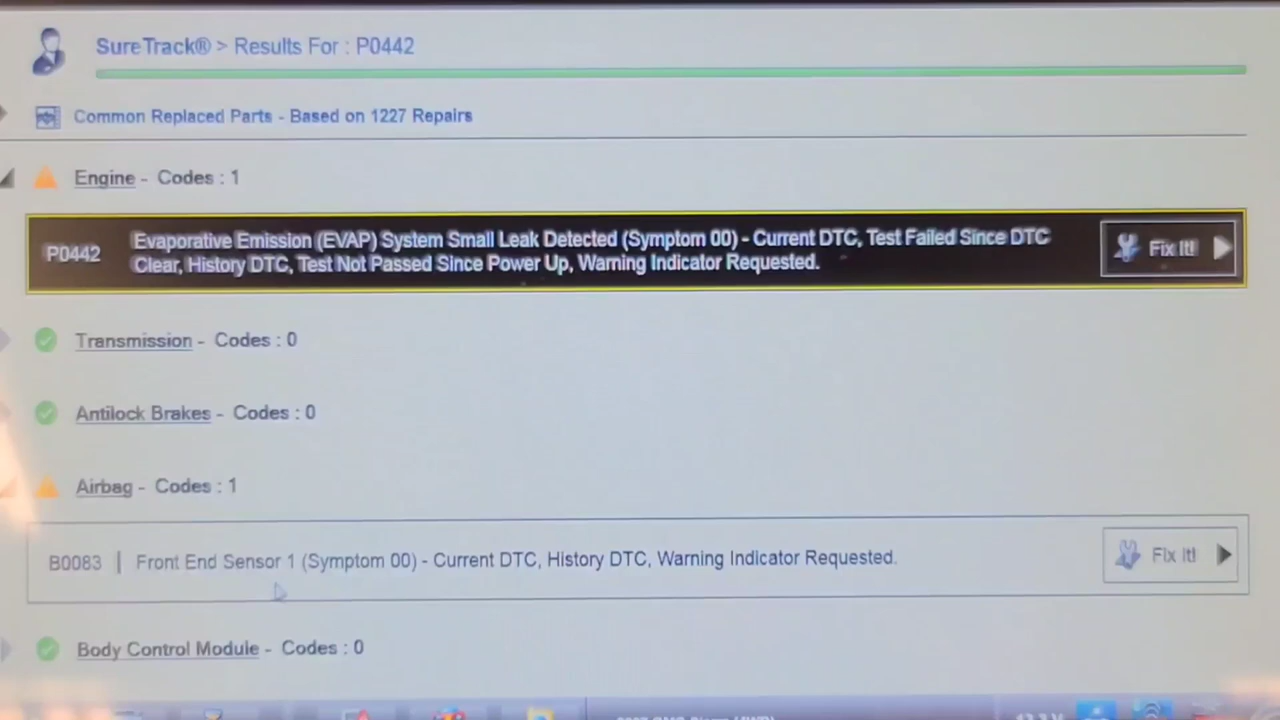 SureTrack® > Results For : P0442
Common Replaced Parts - Based on 1227 Repairs
Engine - Codes : 1
P0442
Evaporative Emission (EVAP) System Small Leak Detected (Symptom 00) - Current DTC, Test Failed Since DTC
Clear, History DTC, Test Not Passed Since Power Up, Warning Indicator Requested.
Fix It!
Transmission - Codes : 0
Antilock Brakes - Codes : 0
Airbag - Codes : 1
B0083 | Front End Sensor 1 (Symptom 00) - Current DTC, History DTC, Warning Indicator Requested.
Fix It!
Body Control Module - Codes : 0